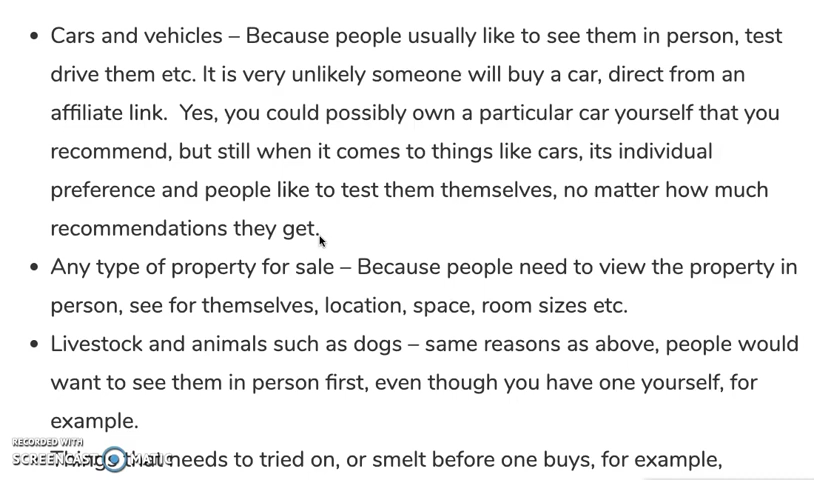 • Cars and vehicles – Because people usually like to see them in person, test
drive them etc. It is very unlikely someone will buy a car, direct from an
affiliate link.  Yes, you could possibly own a particular car yourself that you
recommend, but still when it comes to things like cars, its individual
preference and people like to test them themselves, no matter how much
recommendations they get.
• Any type of property for sale – Because people need to view the property in
person, see for themselves, location, space, room sizes etc.
• Livestock and animals such as dogs – same reasons as above, people would
want to see them in person first, even though you have one yourself, for
example.
RECORDED WITH
SCREENCAST MATIC
Things that needs to tried on, or smelt before one buys, for example,